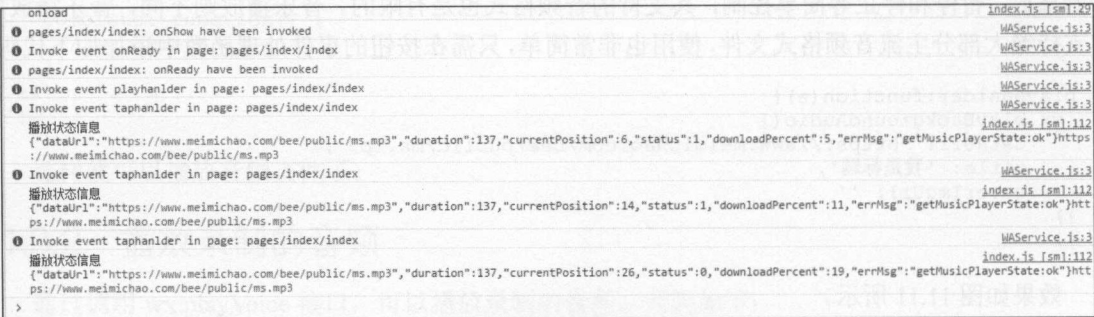 onload index.js [sm]:29
pages/index/index: onShow have been invoked WAService.js:3
Invoke event onReady in page: pages/index/index WAService.js:3
pages/index/index: onReady have been invoked WAService.js:3
Invoke event playhanlder in page: pages/index/index WAService.js:3
Invoke event taphanlder in page: pages/index/index WAService.js:3
播放状态信息 index.js [sm]:112
{"dataUrl":"https://www.meimichao.com/bee/public/ms.mp3","duration":137,"currentPosition":6,"status":1,"downloadPercent":5,"errMsg":"getMusicPlayerState:ok"}https
://www.meimichao.com/bee/public/ms.mp3
Invoke event taphanlder in page: pages/index/index WAService.js:3
播放状态信息 index.js [sm]:112
{"dataUrl":"https://www.meimichao.com/bee/public/ms.mp3","duration":137,"currentPosition":14,"status":1,"downloadPercent":11,"errMsg":"getMusicPlayerState:ok"}htt
ps://www.meimichao.com/bee/public/ms.mp3
Invoke event taphanlder in page: pages/index/index WAService.js:3
播放状态信息 index.js [sm]:112
{"dataUrl":"https://www.meimichao.com/bee/public/ms.mp3","duration":137,"currentPosition":26,"status":0,"downloadPercent":19,"errMsg":"getMusicPlayerState:ok"}htt
ps://www.meimichao.com/bee/public/ms.mp3
>